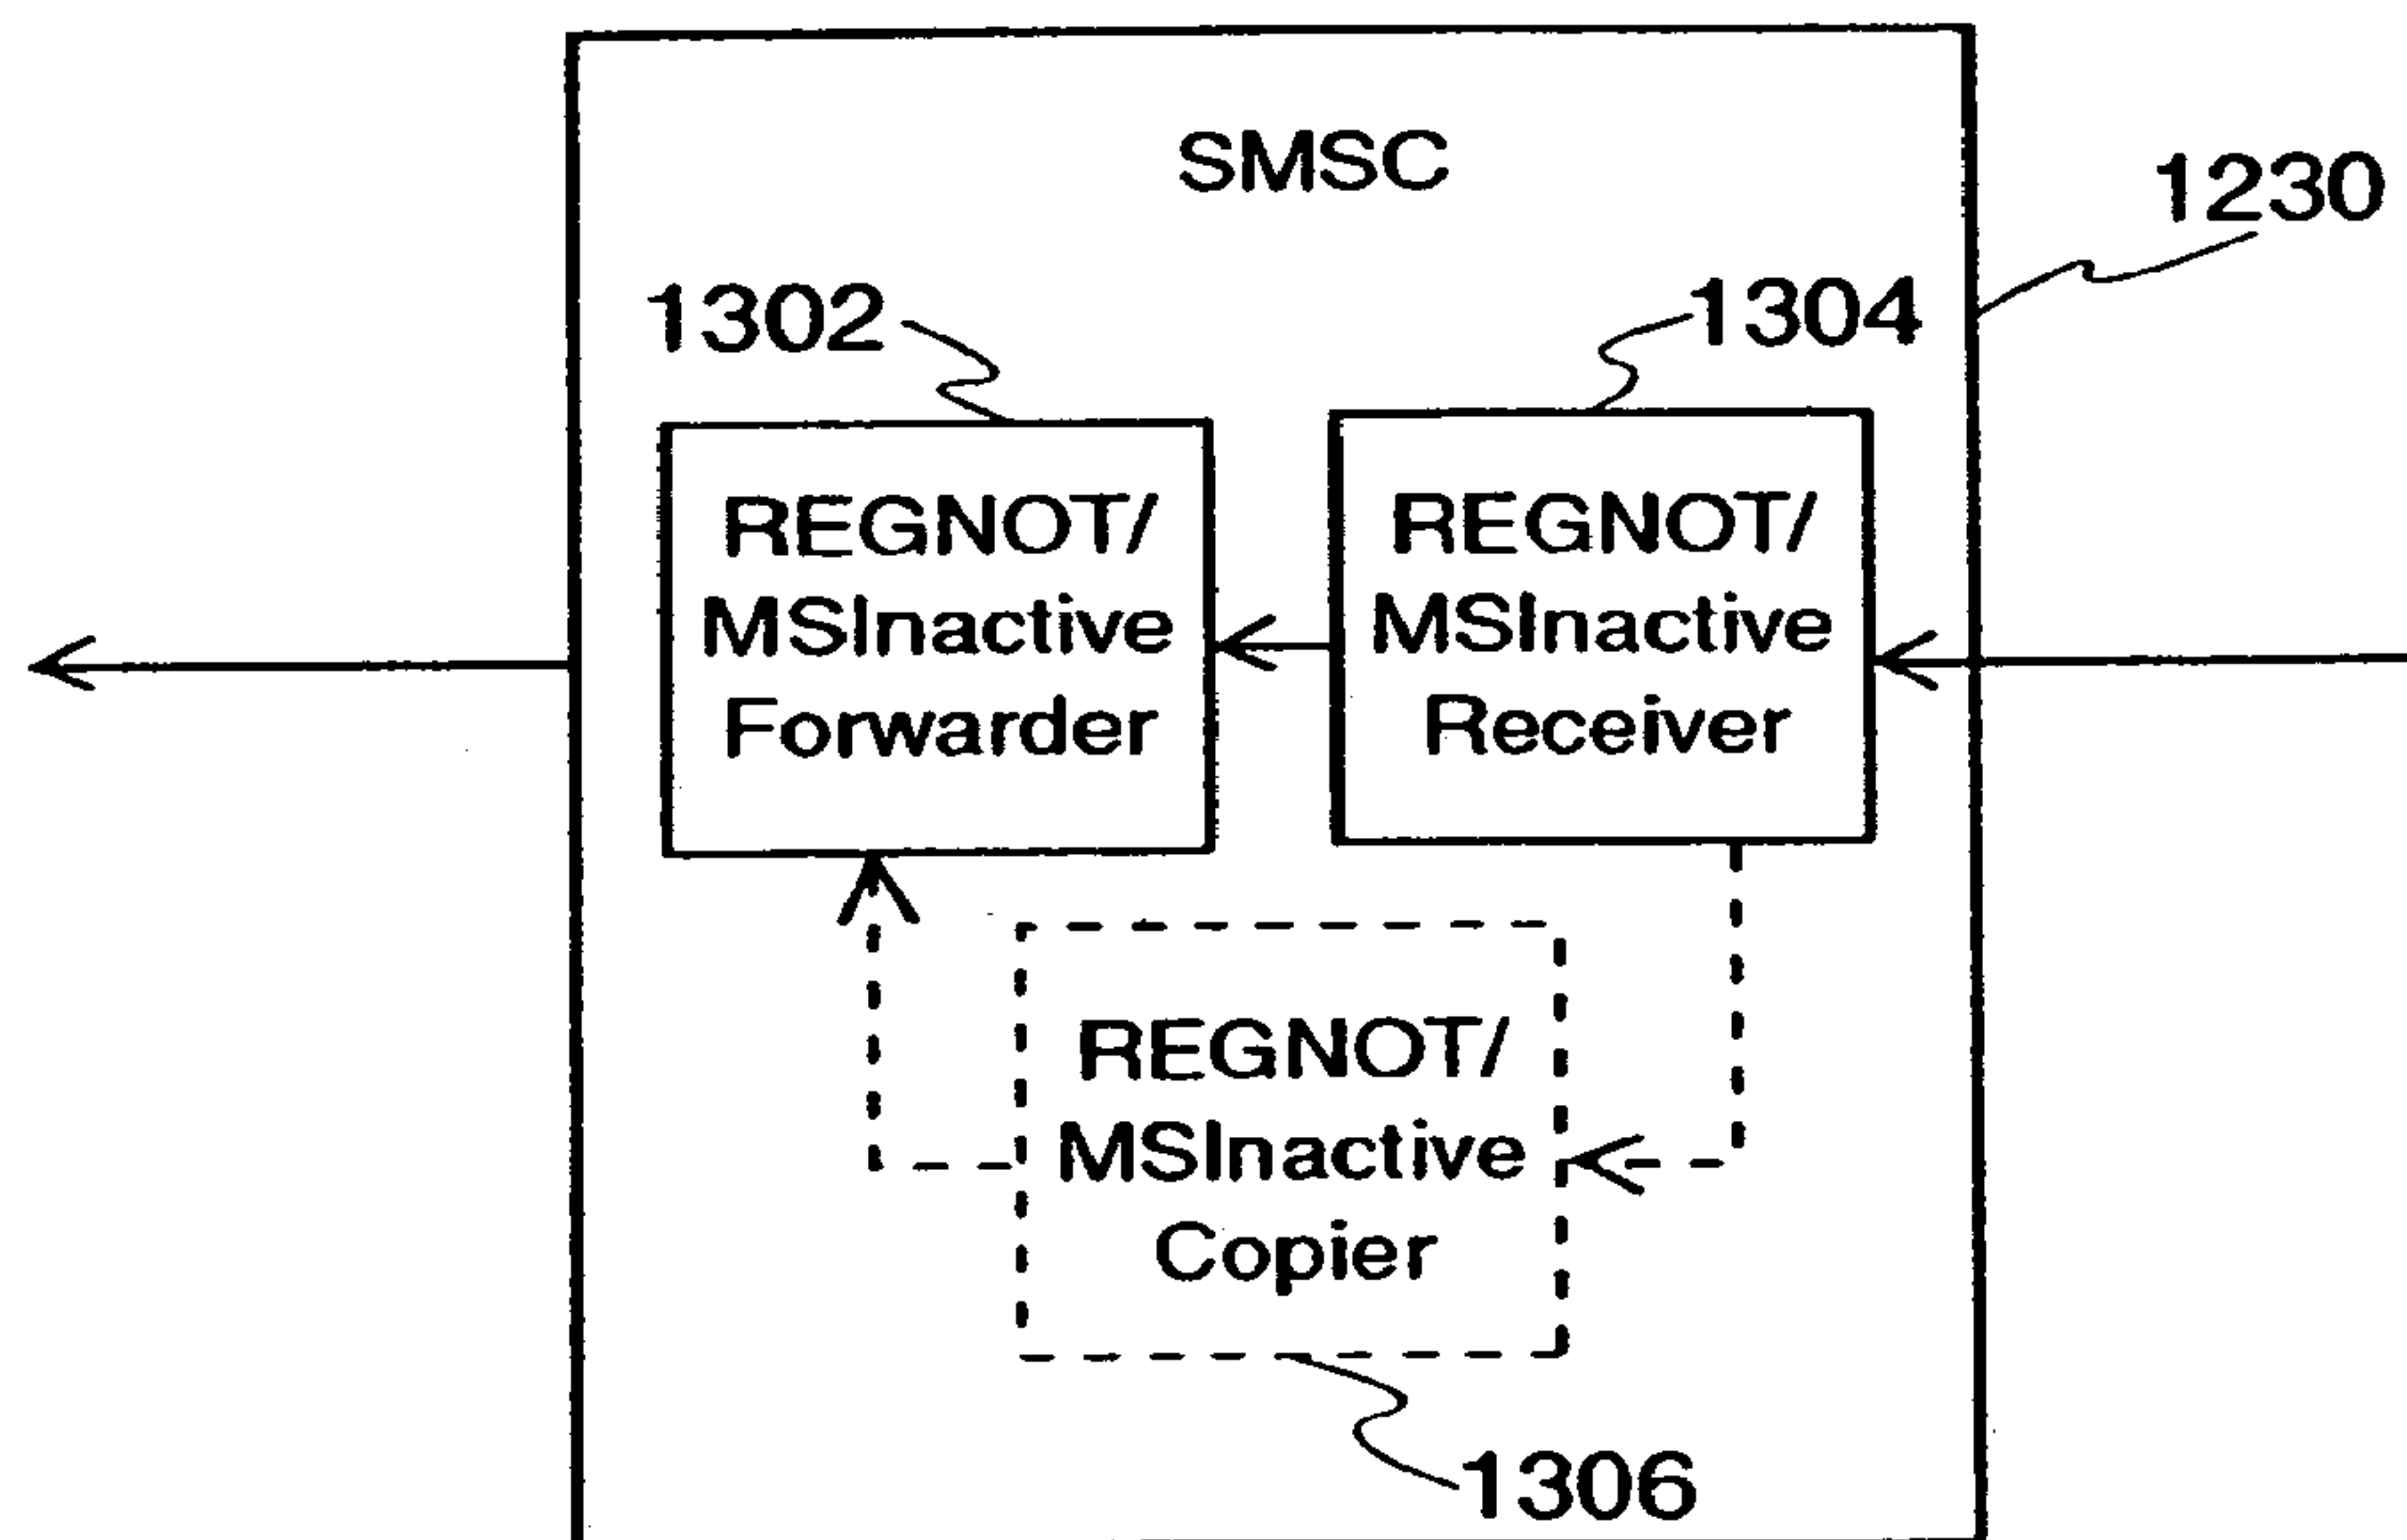 SMSC
1230
1302
1304
REGNOT/
MSInactive
Forwarder
REGNOT/
MSInactive
Receiver
REGNOT/
MSInactive
Copier
1306